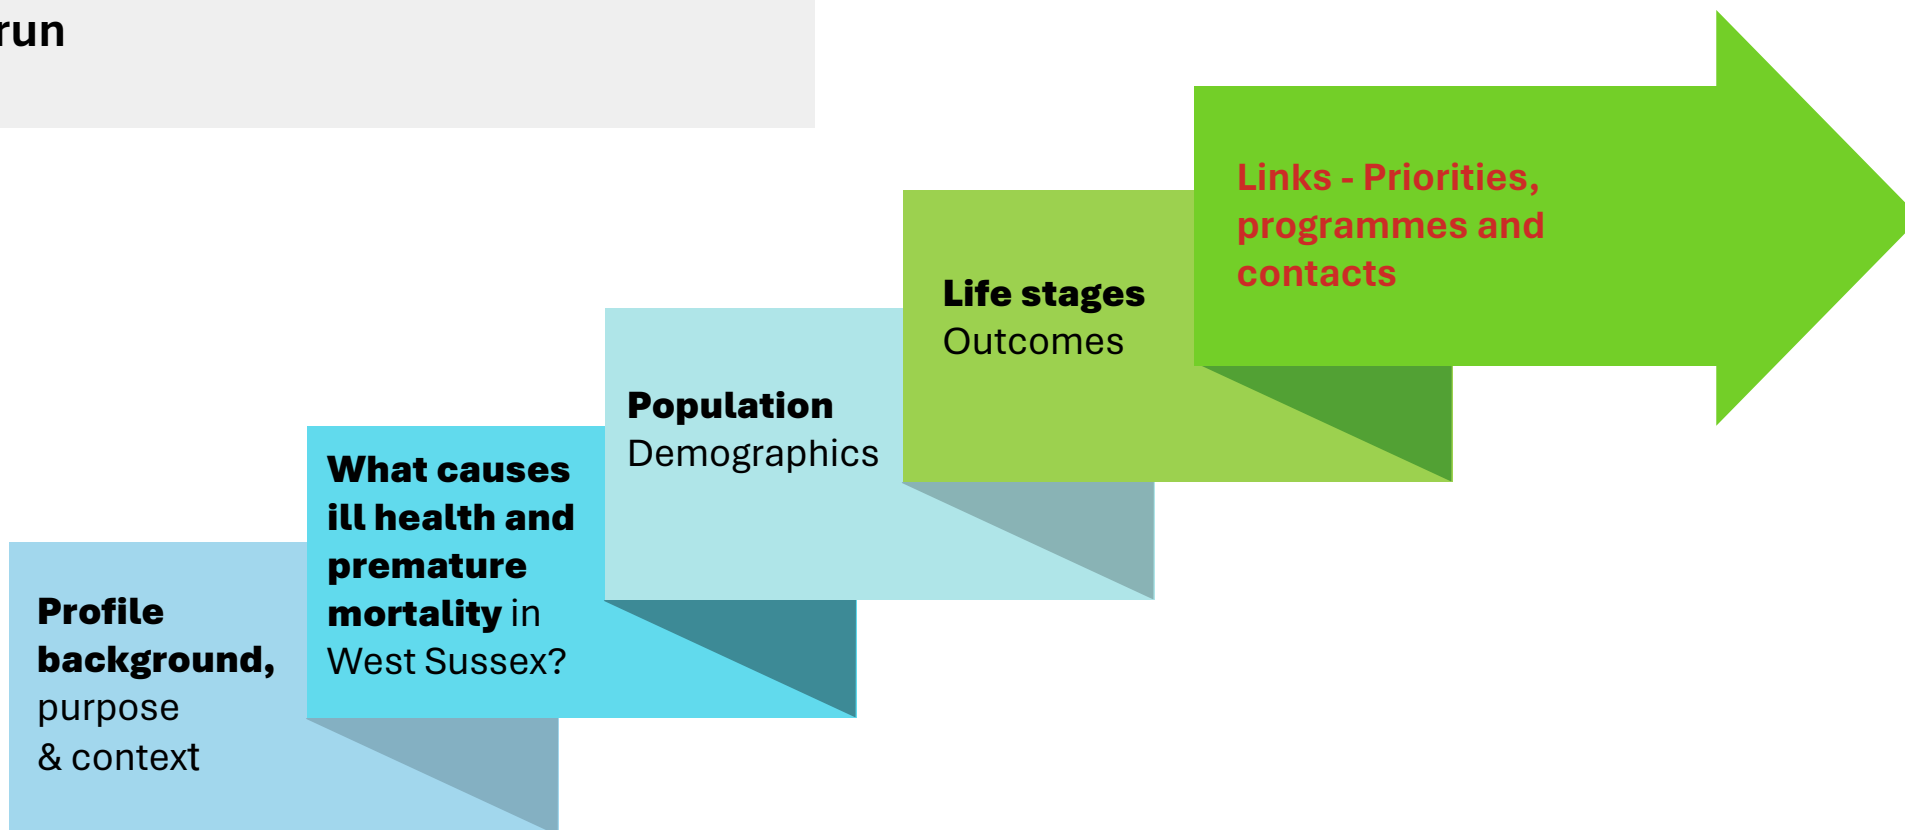 Profile
background,
purpose
& context
What causes
ill health and
premature
mortality in
West Sussex?
Population
Demographics
Life stages
Outcomes
Links - Priorities,
programmes and
contacts